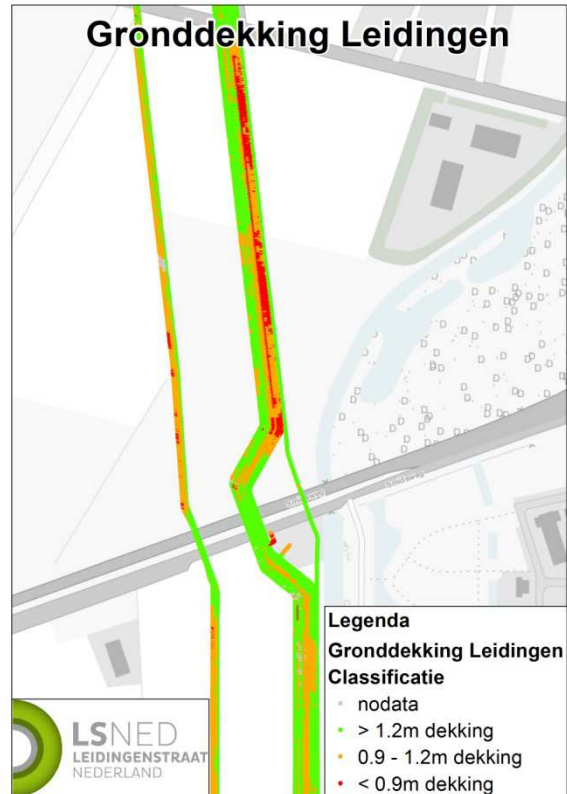 Gronddekking Leidingen
Smidsweg
Legenda
Gronddekking Leidingen
Classificatie
nodata
> 1.2m dekking
0.9 - 1.2m dekking
< 0.9m dekking
LSNED
LEIDINGENSTRAAT
NEDERLAND